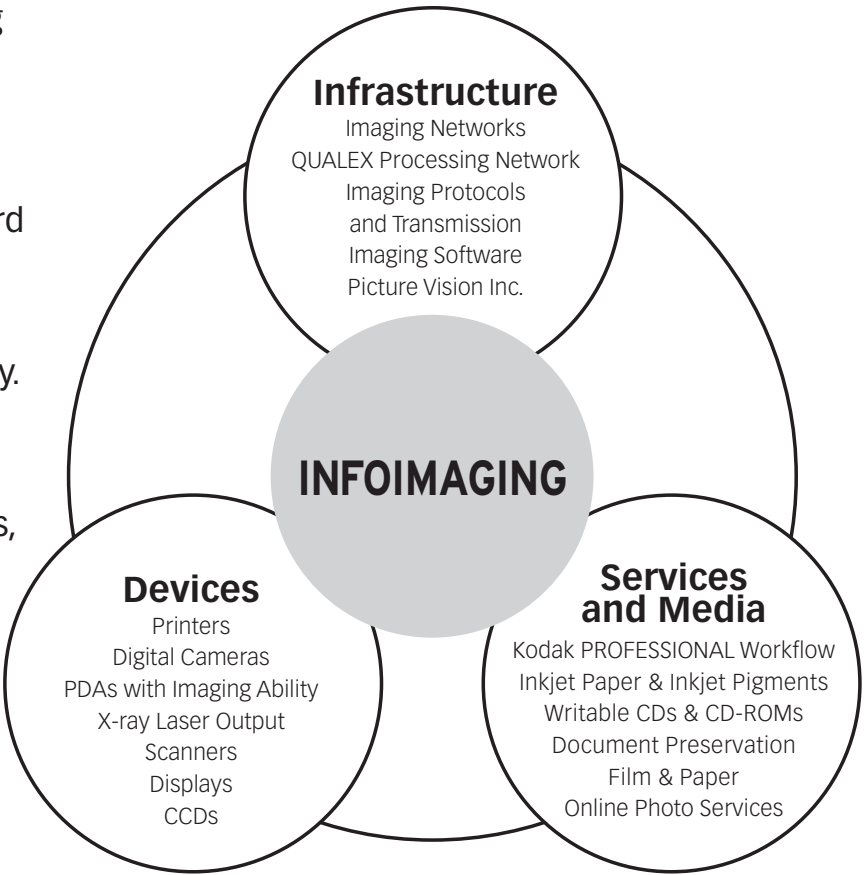 Infrastructure
Imaging Networks
QUALEX Processing Network
Imaging Protocols
and Transmission
Imaging Software
Picture Vision Inc.
INFOIMAGING
Devices
Printers
Digital Cameras
PDAs with Imaging Ability
X-ray Laser Output
Scanners
Displays
CCDs
Services
and Media
Kodak PROFESSIONAL Workflow
Inkjet Paper & Inkjet Pigments
Writable CDs & CD-ROMs
Document Preservation
Film & Paper
Online Photo Services